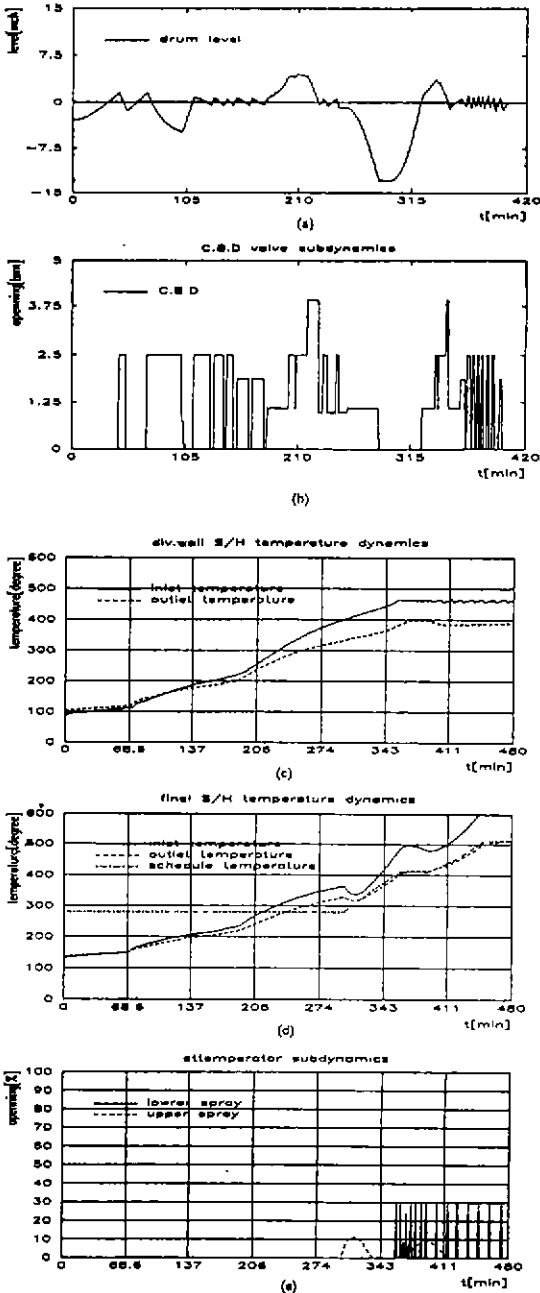 level[inch]
15
drum level
7.5
0
-7.5
-15
0 105 210 315 420
t[min]
(a)
C.B.D valve subdynamics
opening[turn]
5
C.B.D
3.75
2.5
1.25
0
0 105 210 315 420
t[min]
(b)
div.wall S/H temperature dynamics
temperature[degree]
600
inlet temperature
500
outlet temperature
400
300
200
100
0
0 68.6 137 206 274 343 411 480
t[min]
(c)
final S/H temperature dynamics
temperature[degree]
600
inlet temperature
500
outlet temperature
schedule temperature
400
300
200
100
0
0 68.6 137 206 274 343 411 480
t[min]
(d)
attemperator subdynamics
openning[%]
100
90
80
lower spray
upper spray
70
60
50
40
30
20
10
0
0 68.6 137 206 274 343 411 480
t[min]
(e)